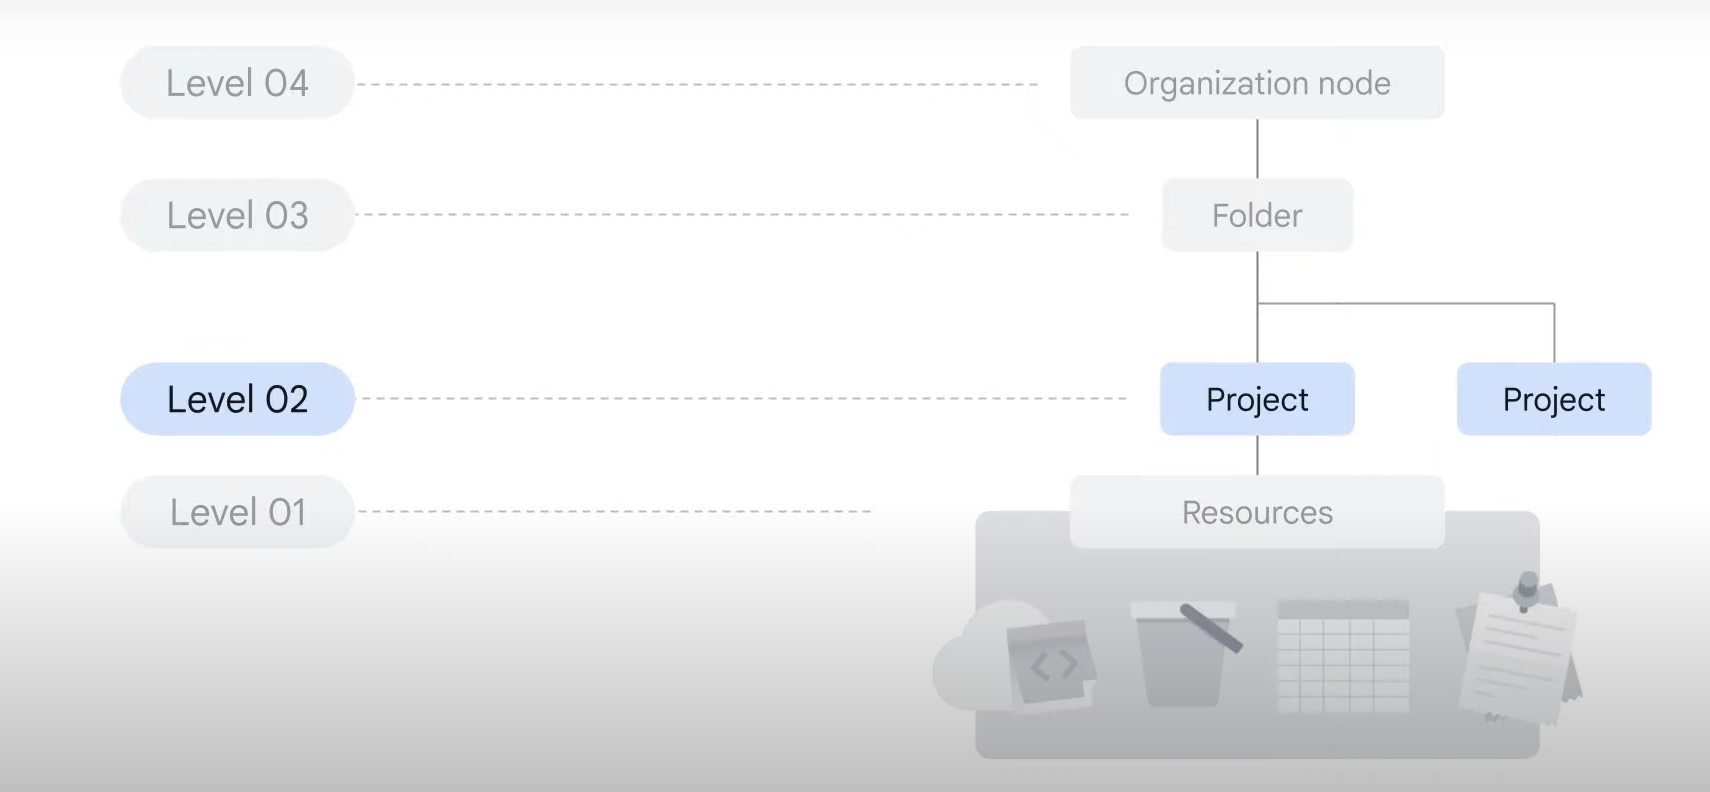 Level 04
Organization node
Level 03
Folder
Level 02
Project
Project
Level 01
Resources
<>